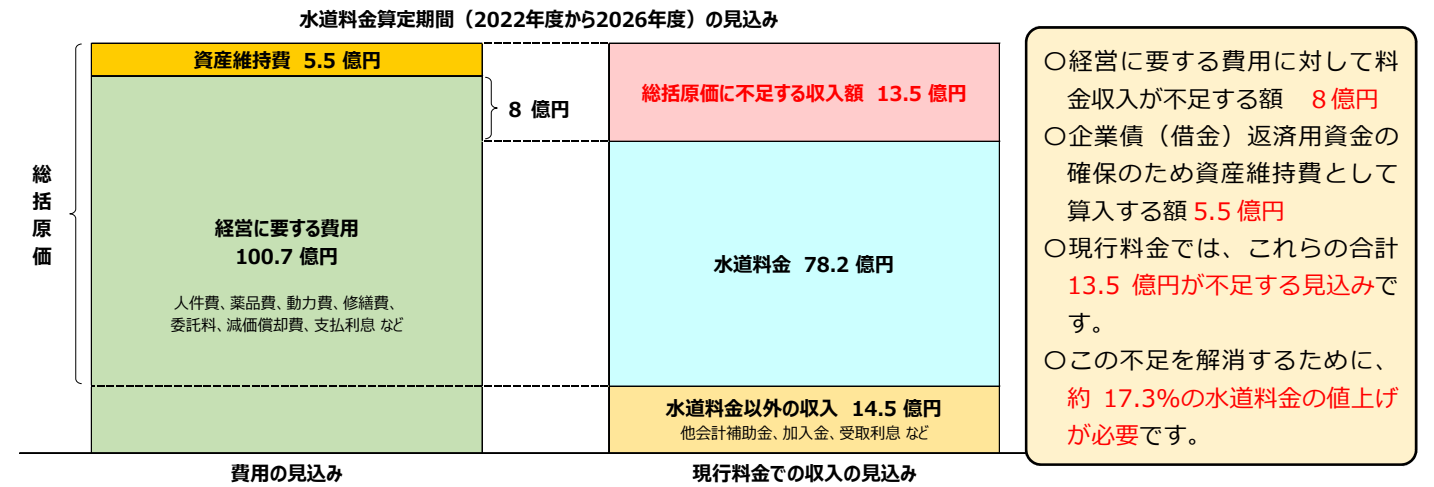 水道料金算定期間（2022年度から2026年度）の見込み
資産維持費 5.5 億円
8 億円
総括原価に不足する収入額 13.5 億円
総括原価
経営に要する費用
100.7 億円
人件費、薬品費、動力費、修繕費、
委託料、減価償却費、支払利息 など
水道料金 78.2 億円
水道料金以外の収入 14.5 億円
他会計補助金、加入金、受取利息 など
費用の見込み
現行料金での収入の見込み
〇経営に要する費用に対して料
金収入が不足する額　８億円
〇企業債（借金）返済用資金の
確保のため資産維持費として
算入する額 5.5 億円
〇現行料金では、これらの合計
13.5 億円が不足する見込みで
す。
〇この不足を解消するために、
約 17.3%の水道料金の値上げ
が必要です。